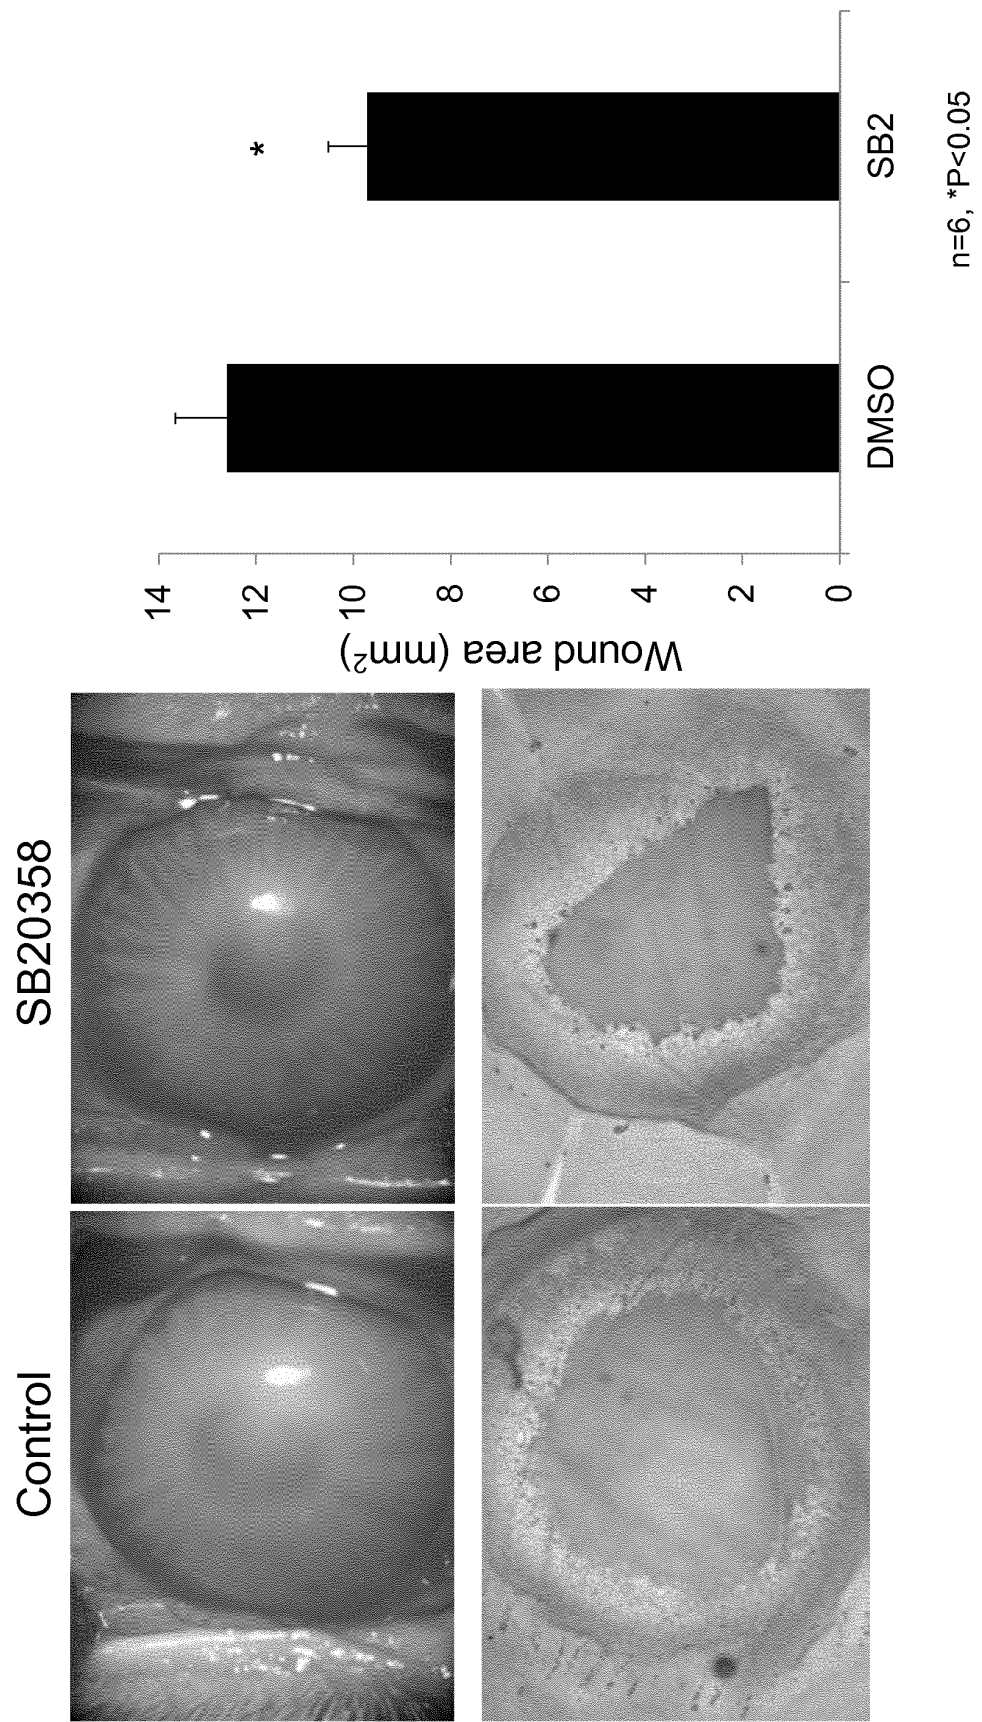 Control
SB20358
Wound area (mm²)
14
12
10
8
6
4
2
0
*
DMSO
SB2
n=6, *P<0.05